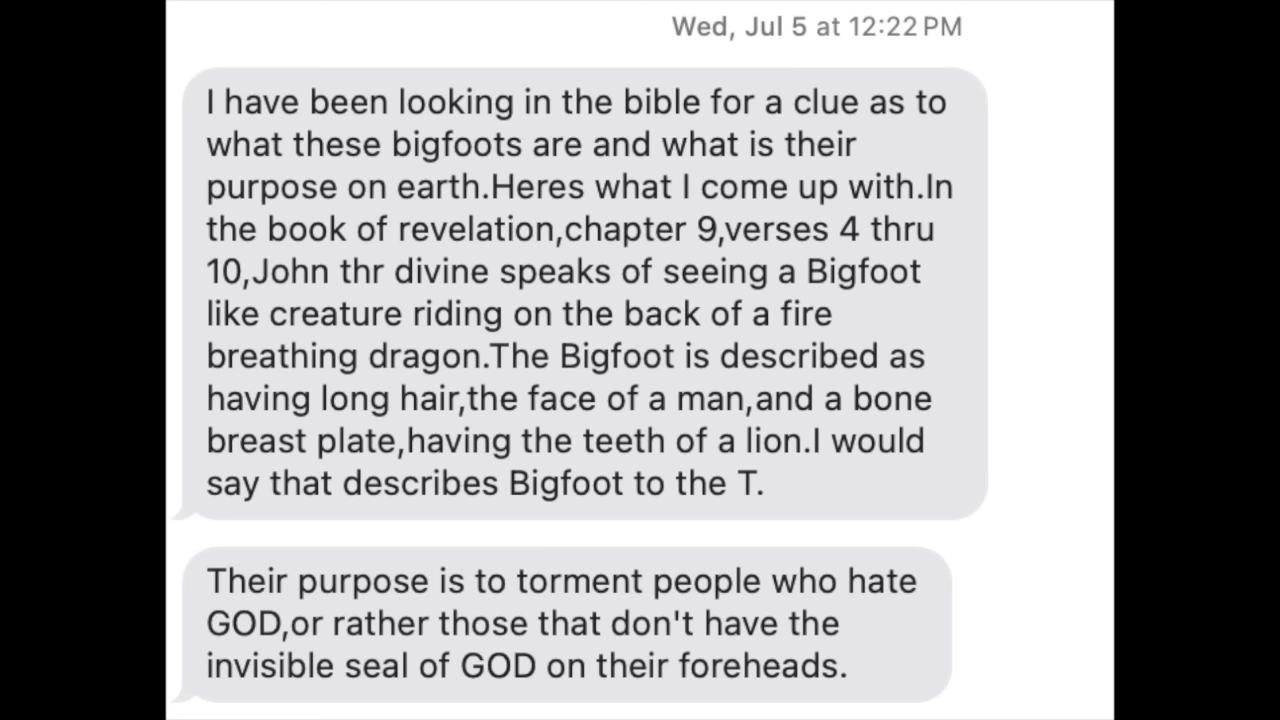 Wed, Jul 5 at 12:22 PM
I have been looking in the bible for a clue as to
what these bigfoots are and what is their
purpose on earth.Heres what I come up with.In
the book of revelation,chapter 9,verses 4 thru
10,John thr divine speaks of seeing a Bigfoot
like creature riding on the back of a fire
breathing dragon.The Bigfoot is described as
having long hair,the face of a man,and a bone
breast plate,having the teeth of a lion.I would
say that describes Bigfoot to the T.
Their purpose is to torment people who hate
GOD,or rather those that don't have the
invisible seal of GOD on their foreheads.